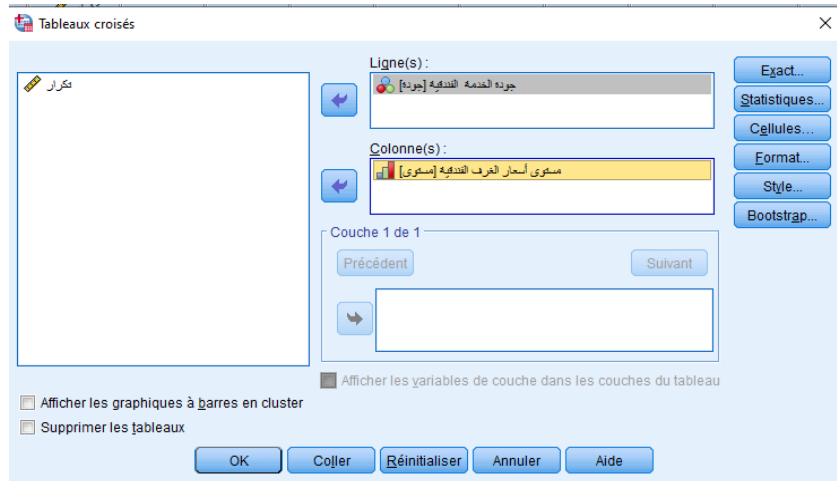 Tableaux croisés
تكرار
Ligne(s) :
جودة الخدمة الفندقية [جودة]
Colonne(s) :
مستوى أسعار الغرف الفندقية [مستوى]
Couche 1 de 1
Précédent
Suivant
Afficher les variables de couche dans les couches du tableau
Afficher les graphiques à barres en cluster
Supprimer les tableaux
Exact...
Statistiques...
Cellules...
Format...
Style...
Bootstrap...
OK
Coller
Réinitialiser
Annuler
Aide